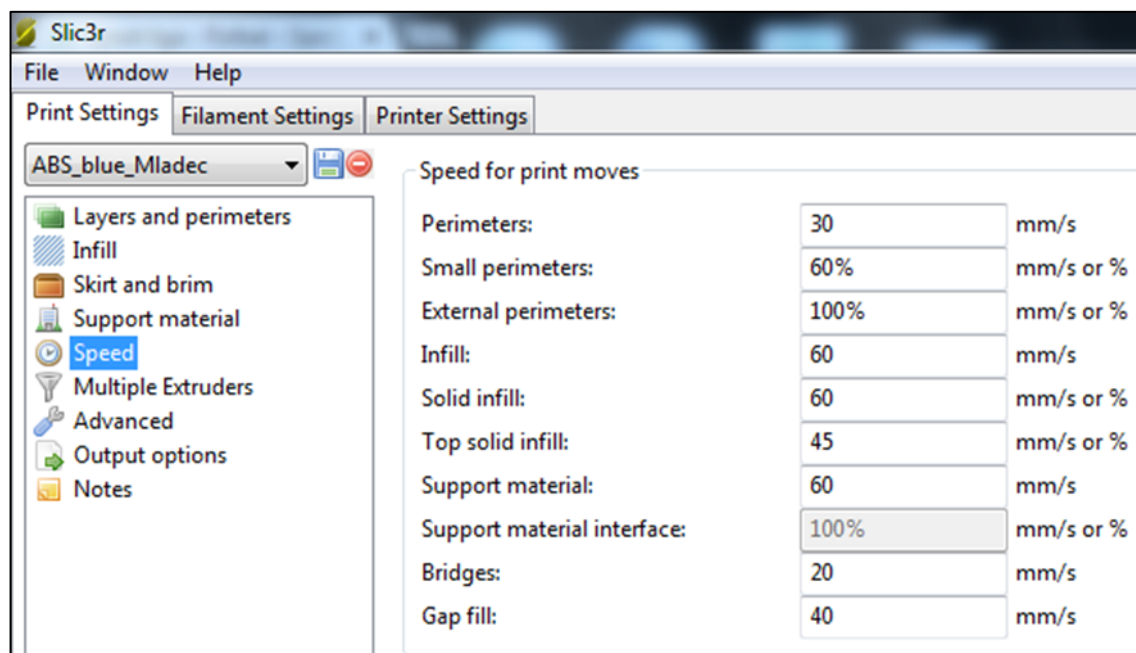 Slic3r
File Window Help
Print Settings Filament Settings Printer Settings
ABS_blue_Mladec
Layers and perimeters
Infill
Skirt and brim
Support material
Speed
Multiple Extruders
Advanced
Output options
Notes
Speed for print moves
Perimeters: 30 mm/s
Small perimeters: 60% mm/s or %
External perimeters: 100% mm/s or %
Infill: 60 mm/s
Solid infill: 60 mm/s or %
Top solid infill: 45 mm/s or %
Support material: 60 mm/s
Support material interface: 100% mm/s or %
Bridges: 20 mm/s
Gap fill: 40 mm/s